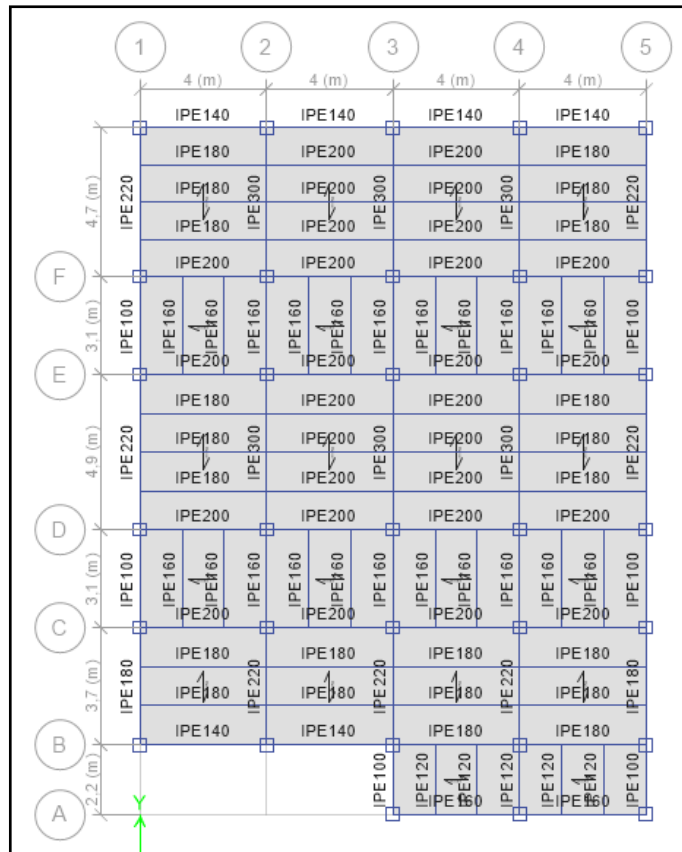 1 2 3 4 5
4 (m) 4 (m) 4 (m) 4 (m)
IPE140 IPE140 IPE140 IPE140
IPE180 IPE200 IPE200 IPE180
4,7 (m) IPE220 IPE180 IPE300 IPE200 IPE300 IPE200 IPE300 IPE180 IPE220
IPE180 IPE200 IPE200 IPE180
IPE200 IPE200 IPE200 IPE200
F
3,1 (m) IPE100 IPE160 IPE160 IPE160 IPE160 IPE160 IPE160 IPE160 IPE160 IPE160 IPE160 IPE160 IPE100
IPE200 IPE200 IPE200 IPE200
E
IPE180 IPE200 IPE200 IPE180
4,9 (m) IPE220 IPE180 IPE300 IPE200 IPE300 IPE200 IPE300 IPE180 IPE220
IPE180 IPE200 IPE200 IPE180
IPE200 IPE200 IPE200 IPE200
D
3,1 (m) IPE100 IPE160 IPE160 IPE160 IPE160 IPE160 IPE160 IPE160 IPE160 IPE160 IPE160 IPE160 IPE100
IPE200 IPE200 IPE200 IPE200
C
IPE180 IPE180 IPE180 IPE180
3,7 (m) IPE180 IPE180 IPE220 IPE180 IPE220 IPE180 IPE220 IPE180 IPE180
IPE140 IPE140 IPE180 IPE180
B
2,2 (m) IPE100 IPE120 IPE120 IPE120 IPE120 IPE120 IPE100
Y
IPE160 IPE160
A